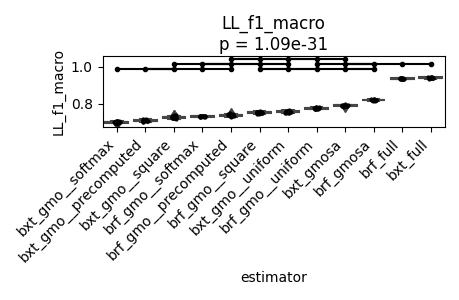 LL_f1_macro
p = 1.09e-31
LL_f1_macro
1.0
0.8
bxt_gmo__softmax
bxt_gmo__precomputed
bxt_gmo__square
brf_gmo__softmax
brf_gmo__precomputed
brf_gmo__square
bxt_gmo__uniform
brf_gmo__uniform
bxt_gmosa
brf_gmosa
brf_full
bxt_full
estimator